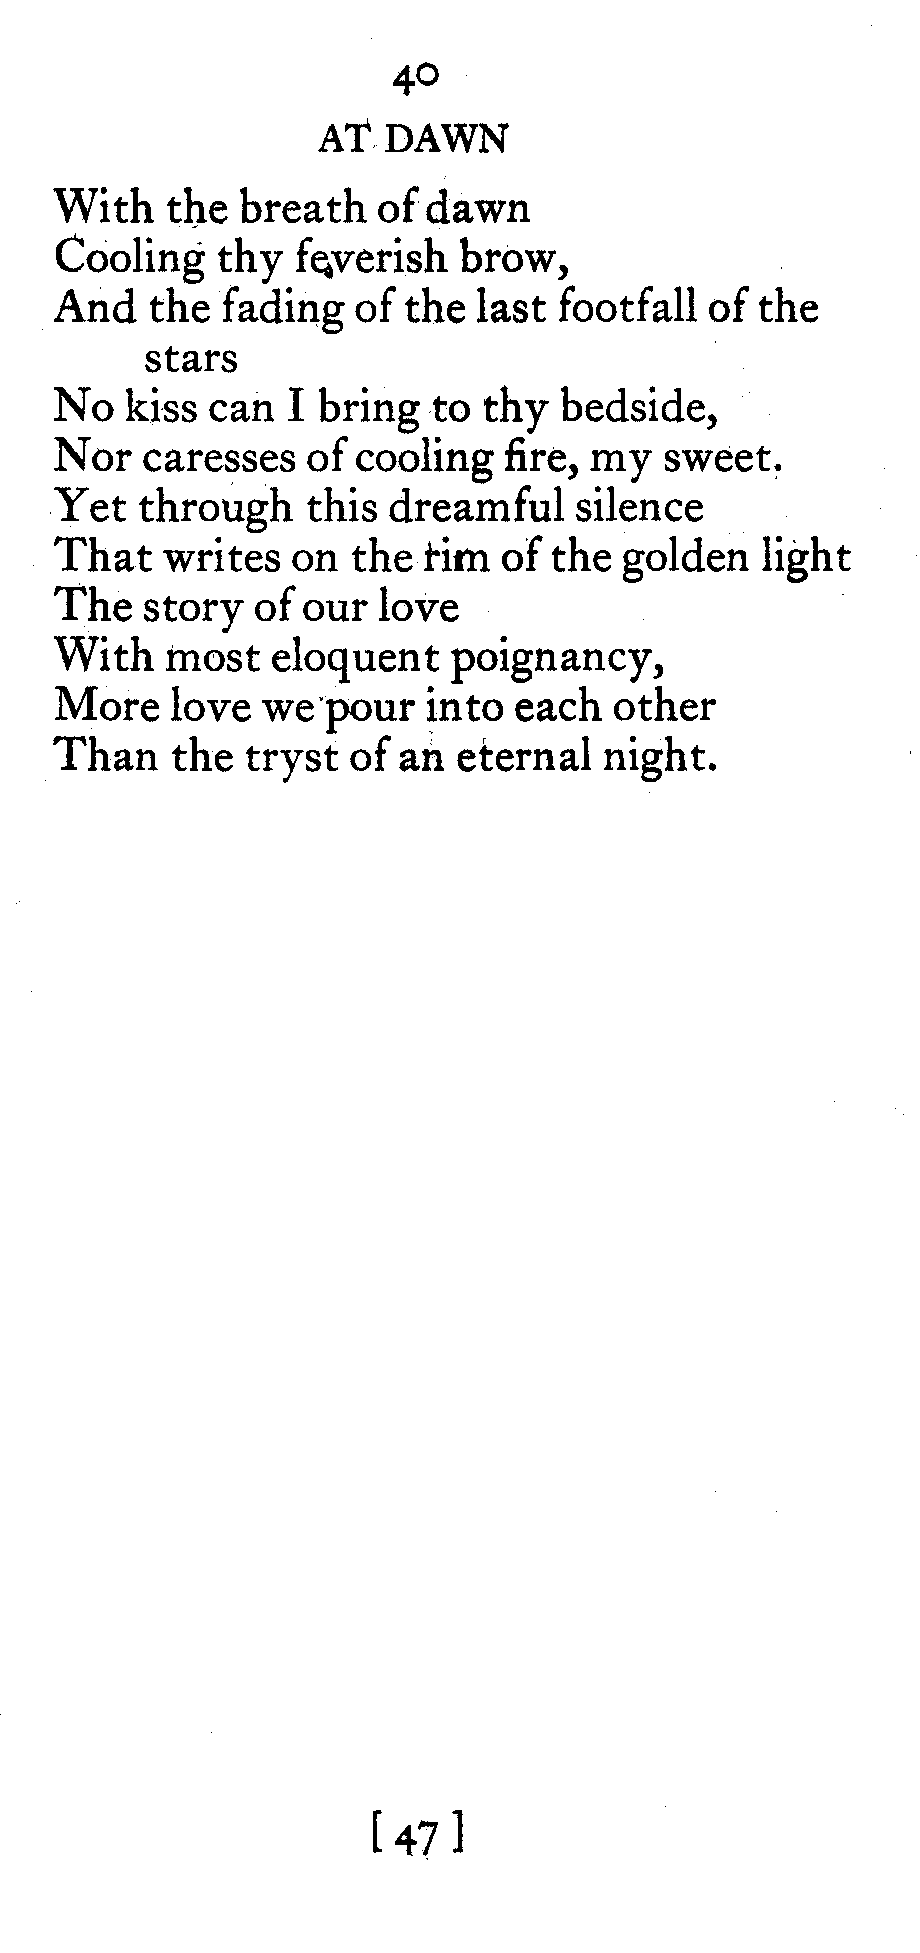 40
AT DAWN
With the breath of dawn
Cooling thy feverish brow,
And the fading of the last footfall of the
stars
No kiss can I bring to thy bedside,
Nor caresses of cooling fire, my sweet.
Yet through this dreamful silence
That writes on the rim of the golden light
The story of our love
With most eloquent poignancy,
More love we pour into each other
Than the tryst of an eternal night.
[ 47 ]